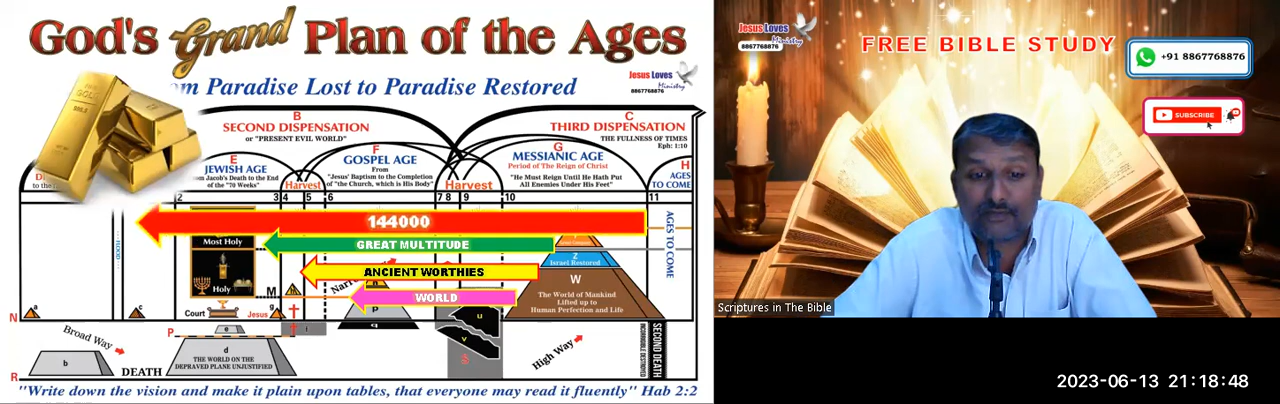 God's Grand Plan of the Ages
om Paradise Lost to Paradise Restored
Jesus Loves
Ministry
8867768876
B
SECOND DISPENSATION
or "PRESENT EVIL WORLD"
C
THIRD DISPENSATION
THE FULLNESS OF TIMES
Eph: 1:10
E
JEWISH AGE
om Jacob's Death to the End
of the "70 Weeks"
Harvest
F
GOSPEL AGE
From
"Jesus' Baptism to the Completion
of "the Church, which is His Body"
Harvest
G
MESSIANIC AGE
Period of The Reign of Christ
"He Must Reign Until He Hath Put
All Enemies Under His Feet"
H
AGES
TO COME
2 3 4 5 6 7 8 9 10 11
144000
GREAT MULTITUDE
ANCIENT WORTHIES
WORLD
Most Holy
Holy
Court
Jesus
M
h
g
a
c
N
Z
Israel Restored
W
The World of Mankind
Lifted up to
Human Perfection and Life
AGES TO COME
Broad Way
b
DEATH
P
e
d
THE WORLD ON THE
DEPRAVED PLANE UNJUSTIFIED
p
q
u
v
High Way
SECOND DEATH
R
"Write down the vision and make it plain upon tables, that everyone may read it fluently" Hab 2:2
Jesus Loves
Ministry
8867768876
FREE BIBLE STUDY
+91 8867768876
SUBSCRIBE
Scriptures in The Bible
2023-06-13 21:18:48